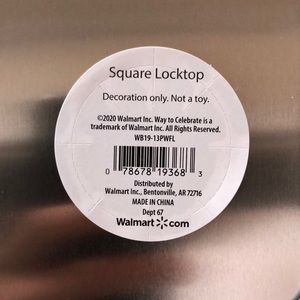 Square Locktop
Decoration only. Not a toy.
©2020 Walmart Inc. Way to Celebrate is a
trademark of Walmart Inc. All Rights Reserved.
WB19-13PWFL
0 78678 19368 3
Distributed by
Walmart Inc., Bentonville, AR 72716
MADE IN CHINA
Dept 67
Walmart.com